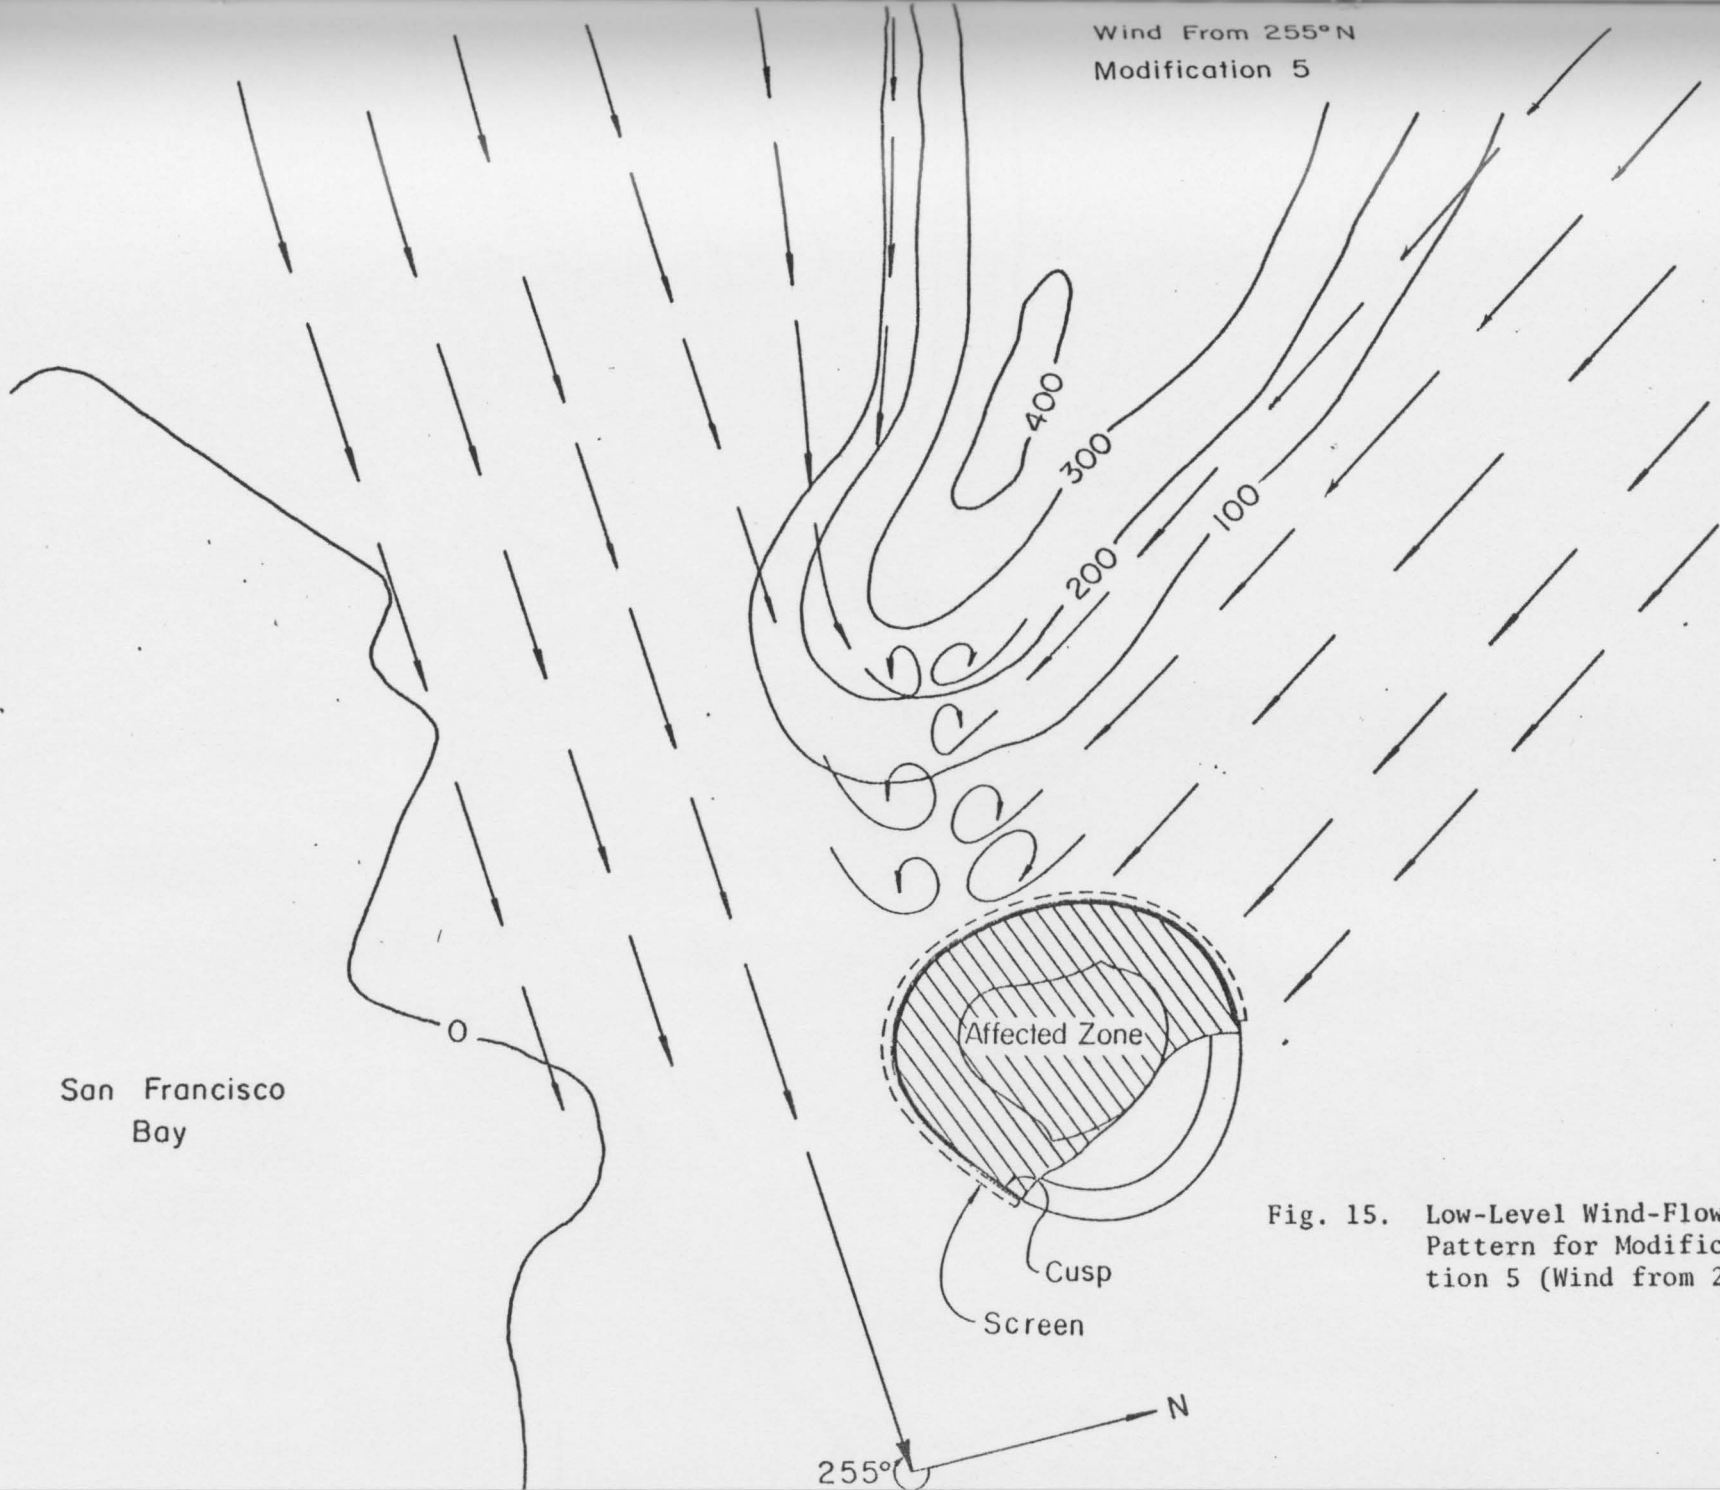 Wind From 255°N
Modification 5
400
300
200
100
Affected Zone
0
San Francisco
Bay
Cusp
Screen
N
255°
Fig. 15. Low-Level Wind-Flow
Pattern for Modific
tion 5 (Wind from 2